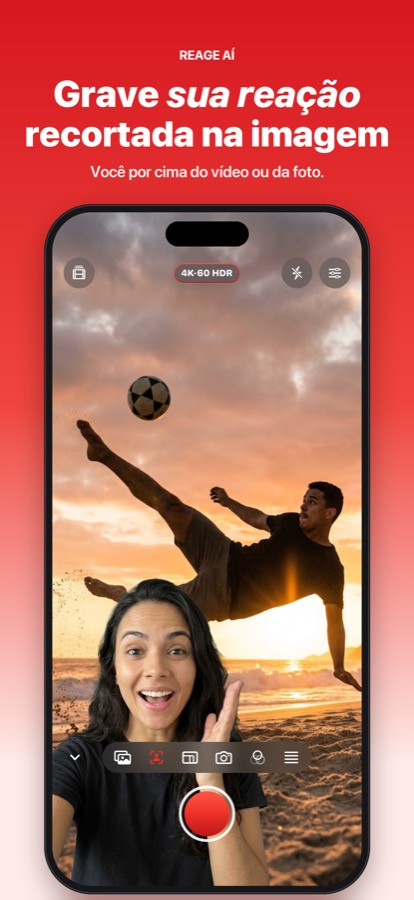 REAGE AÍ
Grave sua reação
recortada na imagem
Você por cima do vídeo ou da foto.
4K·60 HDR